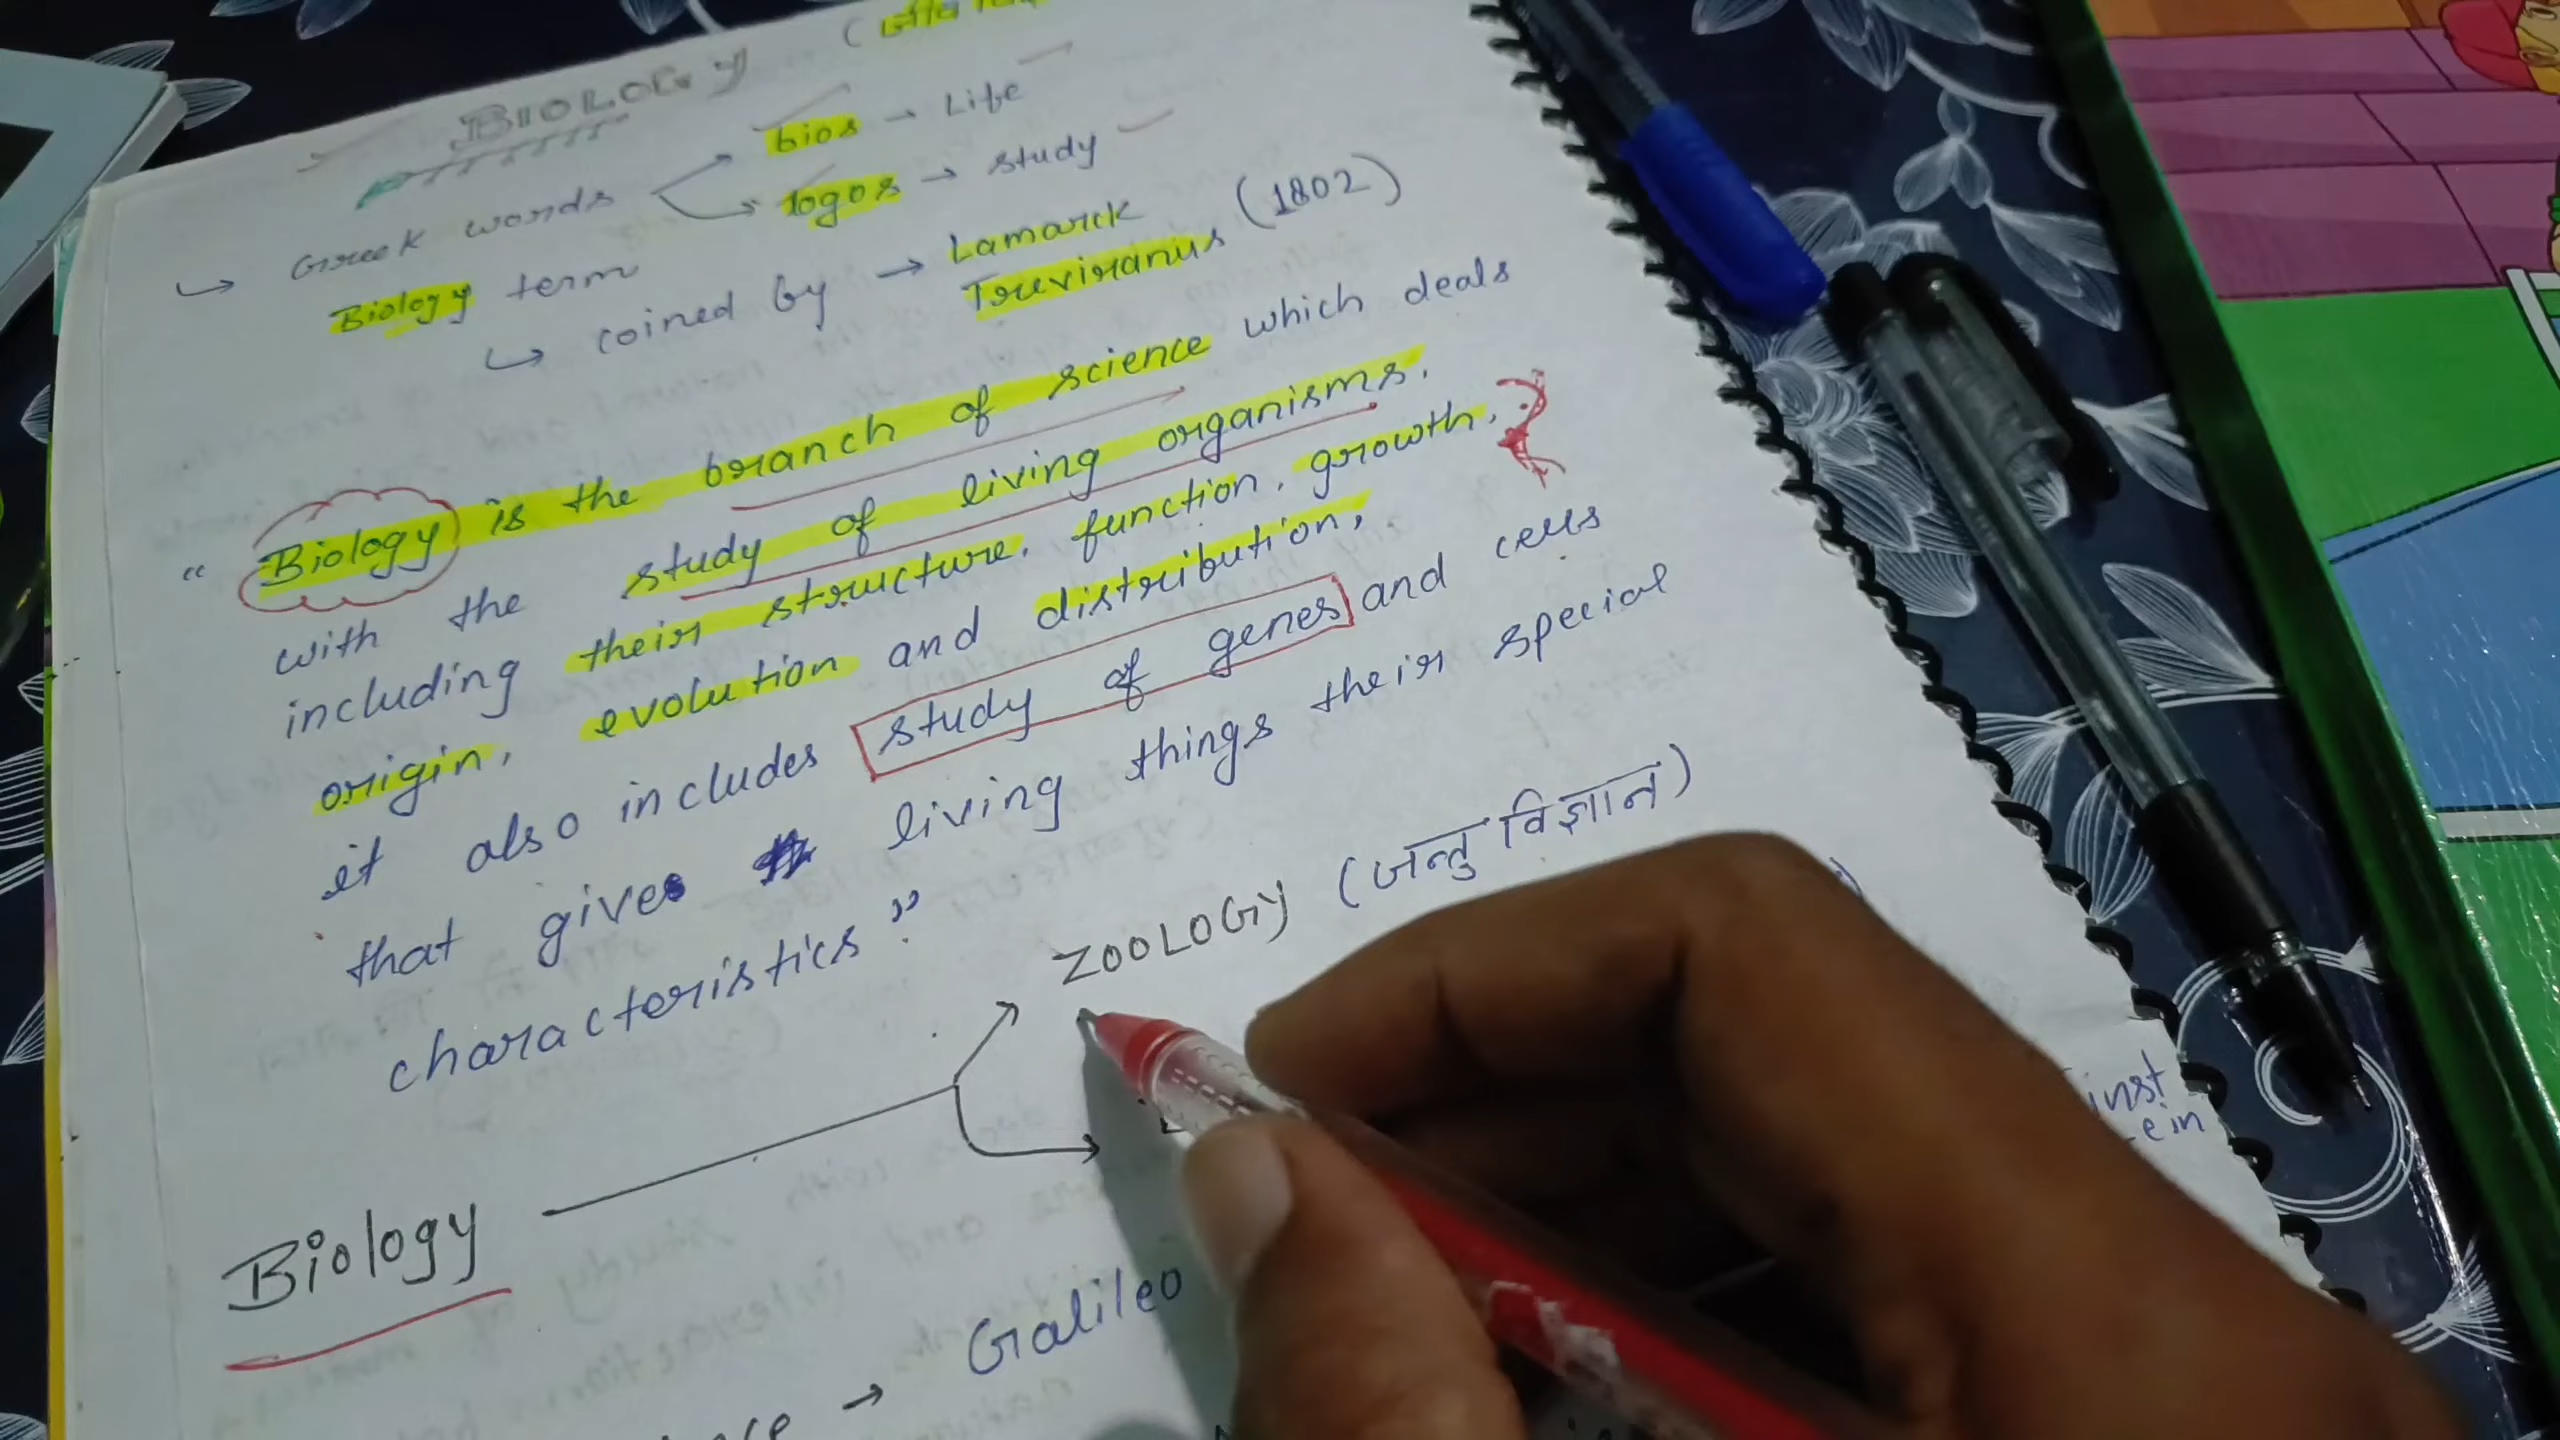 BIOLOGY (जीव
Greek words bios → Life
logos → study
Biology term
coined by → Lamarck
Treviranus (1802)
“ Biology is the branch of science which deals
with the study of living organisms.
including their structure, function, growth,
origin, evolution and distribution,
it also includes study of genes and cells
that gives living things their special
characteristics”
ZOOLOGY (जन्तु विज्ञान)
Biology
inst
ein
→ Galileo